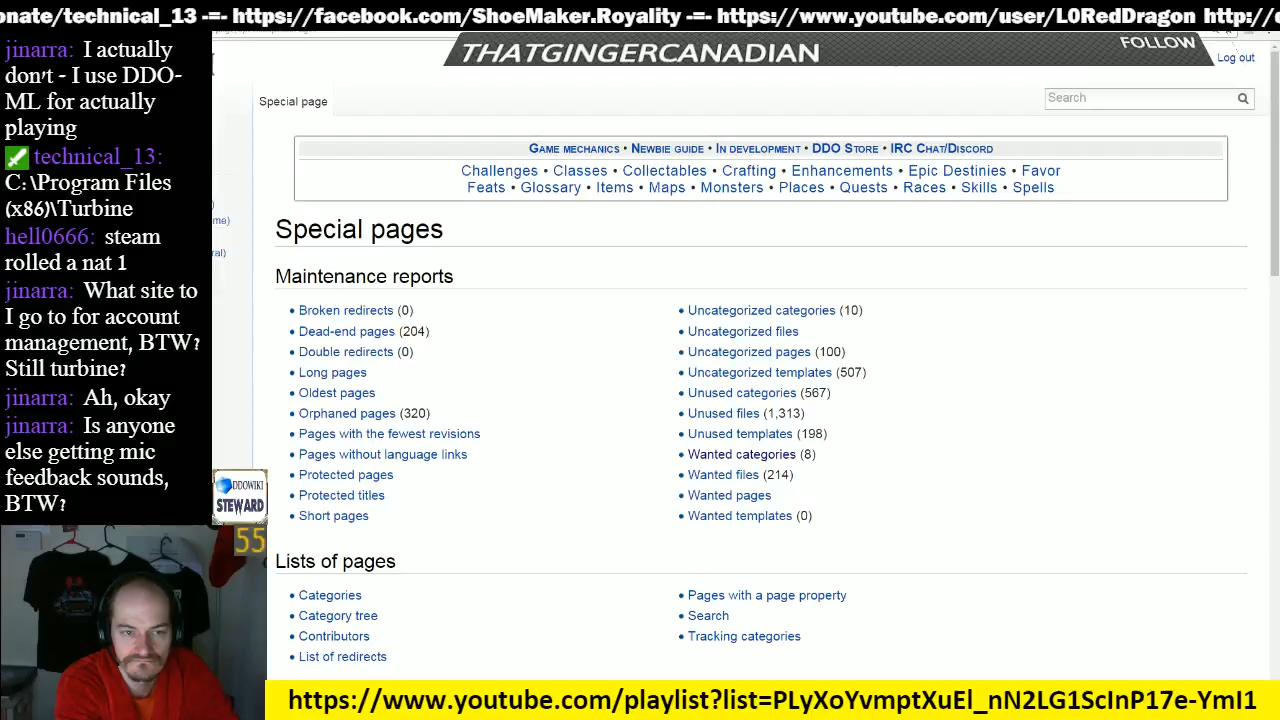 onate/technical_13 -=- https://facebook.com/ShoeMaker.Royality -=- https://www.youtube.com/user/L0RedDragon http://
jinarra: I actually
don't - I use DDO-
ML for actually
playing
technical_13:
C:\Program Files
(x86)\Turbine
hell0666: steam
rolled a nat 1
jinarra: What site to
I go to for account
management, BTW?
Still turbine?
jinarra: Ah, okay
jinarra: Is anyone
else getting mic
feedback sounds,
BTW?
DDOWIKI
STEWARD
55
THATGINGERCANADIAN
FOLLOW
Log out
Special page
Search
Game mechanics • Newbie guide • In development • DDO Store • IRC Chat/Discord
Challenges • Classes • Collectables • Crafting • Enhancements • Epic Destinies • Favor
Feats • Glossary • Items • Maps • Monsters • Places • Quests • Races • Skills • Spells
Special pages
Maintenance reports
• Broken redirects (0)
• Dead-end pages (204)
• Double redirects (0)
• Long pages
• Oldest pages
• Orphaned pages (320)
• Pages with the fewest revisions
• Pages without language links
• Protected pages
• Protected titles
• Short pages
• Uncategorized categories (10)
• Uncategorized files
• Uncategorized pages (100)
• Uncategorized templates (507)
• Unused categories (567)
• Unused files (1,313)
• Unused templates (198)
• Wanted categories (8)
• Wanted files (214)
• Wanted pages
• Wanted templates (0)
Lists of pages
• Categories
• Category tree
• Contributors
• List of redirects
• Pages with a page property
• Search
• Tracking categories
https://www.youtube.com/playlist?list=PLyXoYvmptXuEl_nN2LG1ScInP17e-YmI1